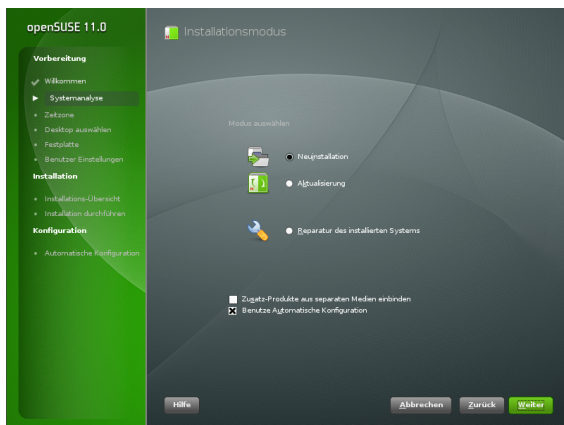 openSUSE 11.0
Vorbereitung
Willkommen
Systemanalyse
Zeitzone
Desktop auswählen
Festplatte
Benutzer Einstellungen
Installation
Installations-Übersicht
Installation durchführen
Konfiguration
Automatische Konfiguration
Installationsmodus
Modus auswählen
Neuinstallation
Aktualisierung
Reparatur des installierten Systems
Zusatz-Produkte aus separaten Medien einbinden
Benutze Automatische Konfiguration
Hilfe
Abbrechen
Zurück
Weiter